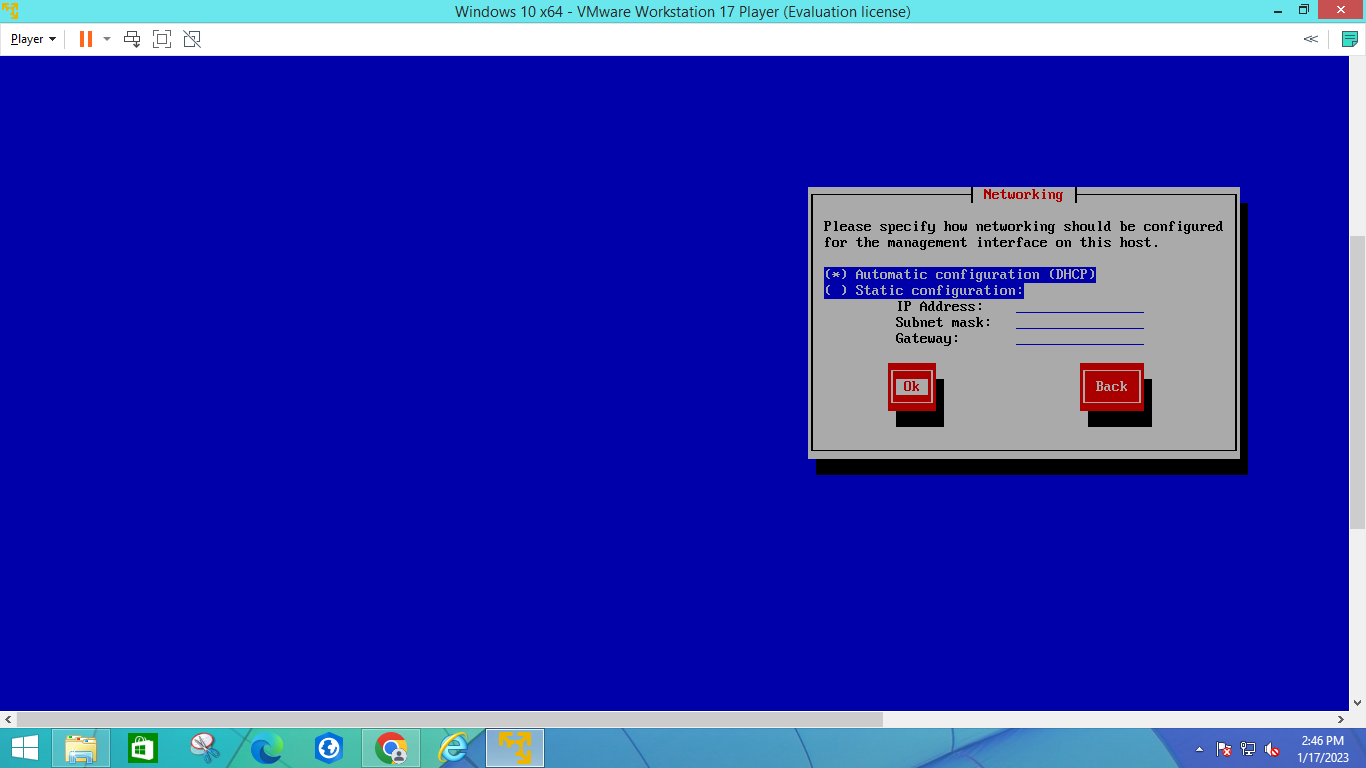 Windows 10 x64 - VMware Workstation 17 Player (Evaluation license)
Player
Networking
Please specify how networking should be configured
for the management interface on this host.
(*) Automatic configuration (DHCP)
( ) Static configuration:
IP Address:
Subnet mask:
Gateway:
Ok
Back
2:46 PM
1/17/2023